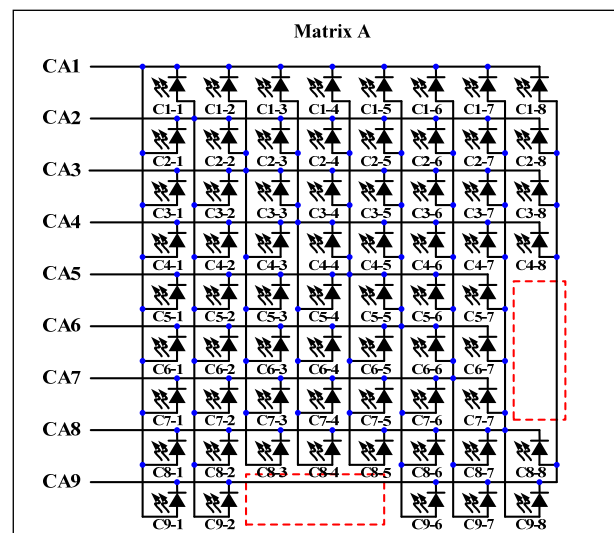 Matrix A
CA1
C1-1 C1-2 C1-3 C1-4 C1-5 C1-6 C1-7 C1-8
CA2
C2-1 C2-2 C2-3 C2-4 C2-5 C2-6 C2-7 C2-8
CA3
C3-1 C3-2 C3-3 C3-4 C3-5 C3-6 C3-7 C3-8
CA4
C4-1 C4-2 C4-3 C4-4 C4-5 C4-6 C4-7 C4-8
CA5
C5-1 C5-2 C5-3 C5-4 C5-5 C5-6 C5-7
CA6
C6-1 C6-2 C6-3 C6-4 C6-5 C6-6 C6-7
CA7
C7-1 C7-2 C7-3 C7-4 C7-5 C7-6 C7-7
CA8
C8-1 C8-2 C8-3 C8-4 C8-5 C8-6 C8-7 C8-8
CA9
C9-1 C9-2 C9-6 C9-7 C9-8